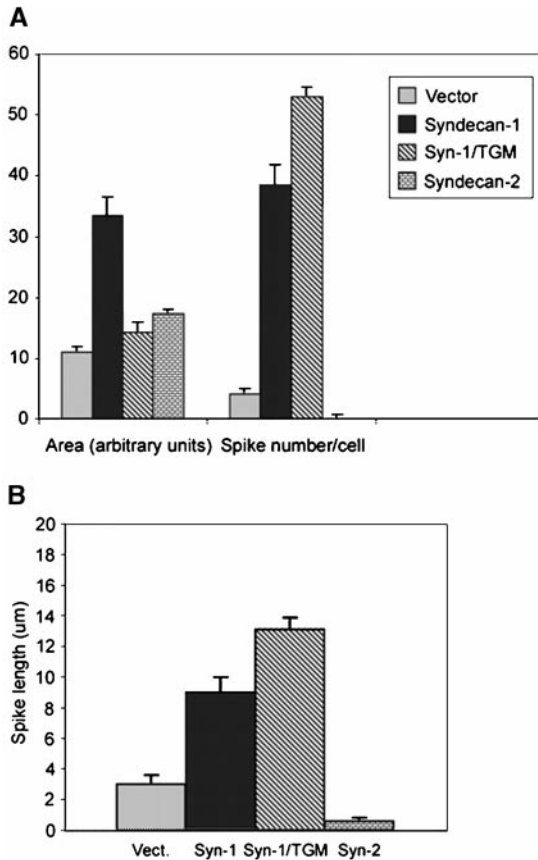 A
60
50
40
30
20
10
0
Vector
Syndecan-1
Syn-1/TGM
Syndecan-2
Area (arbitrary units) Spike number/cell
B
20
18
16
14
12
10
8
6
4
2
0
Spike length (um)
Vect. Syn-1 Syn-1/TGM Syn-2